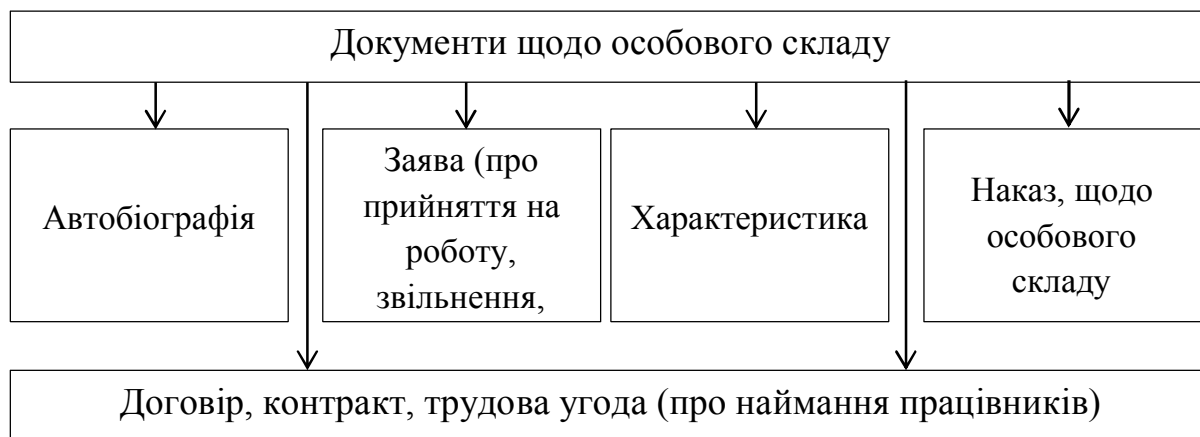 Документи щодо особового складу
Автобіографія
Заява (про
прийняття на
роботу,
звільнення,
Характеристика
Наказ, щодо
особового
складу
Договір, контракт, трудова угода (про наймання працівників)